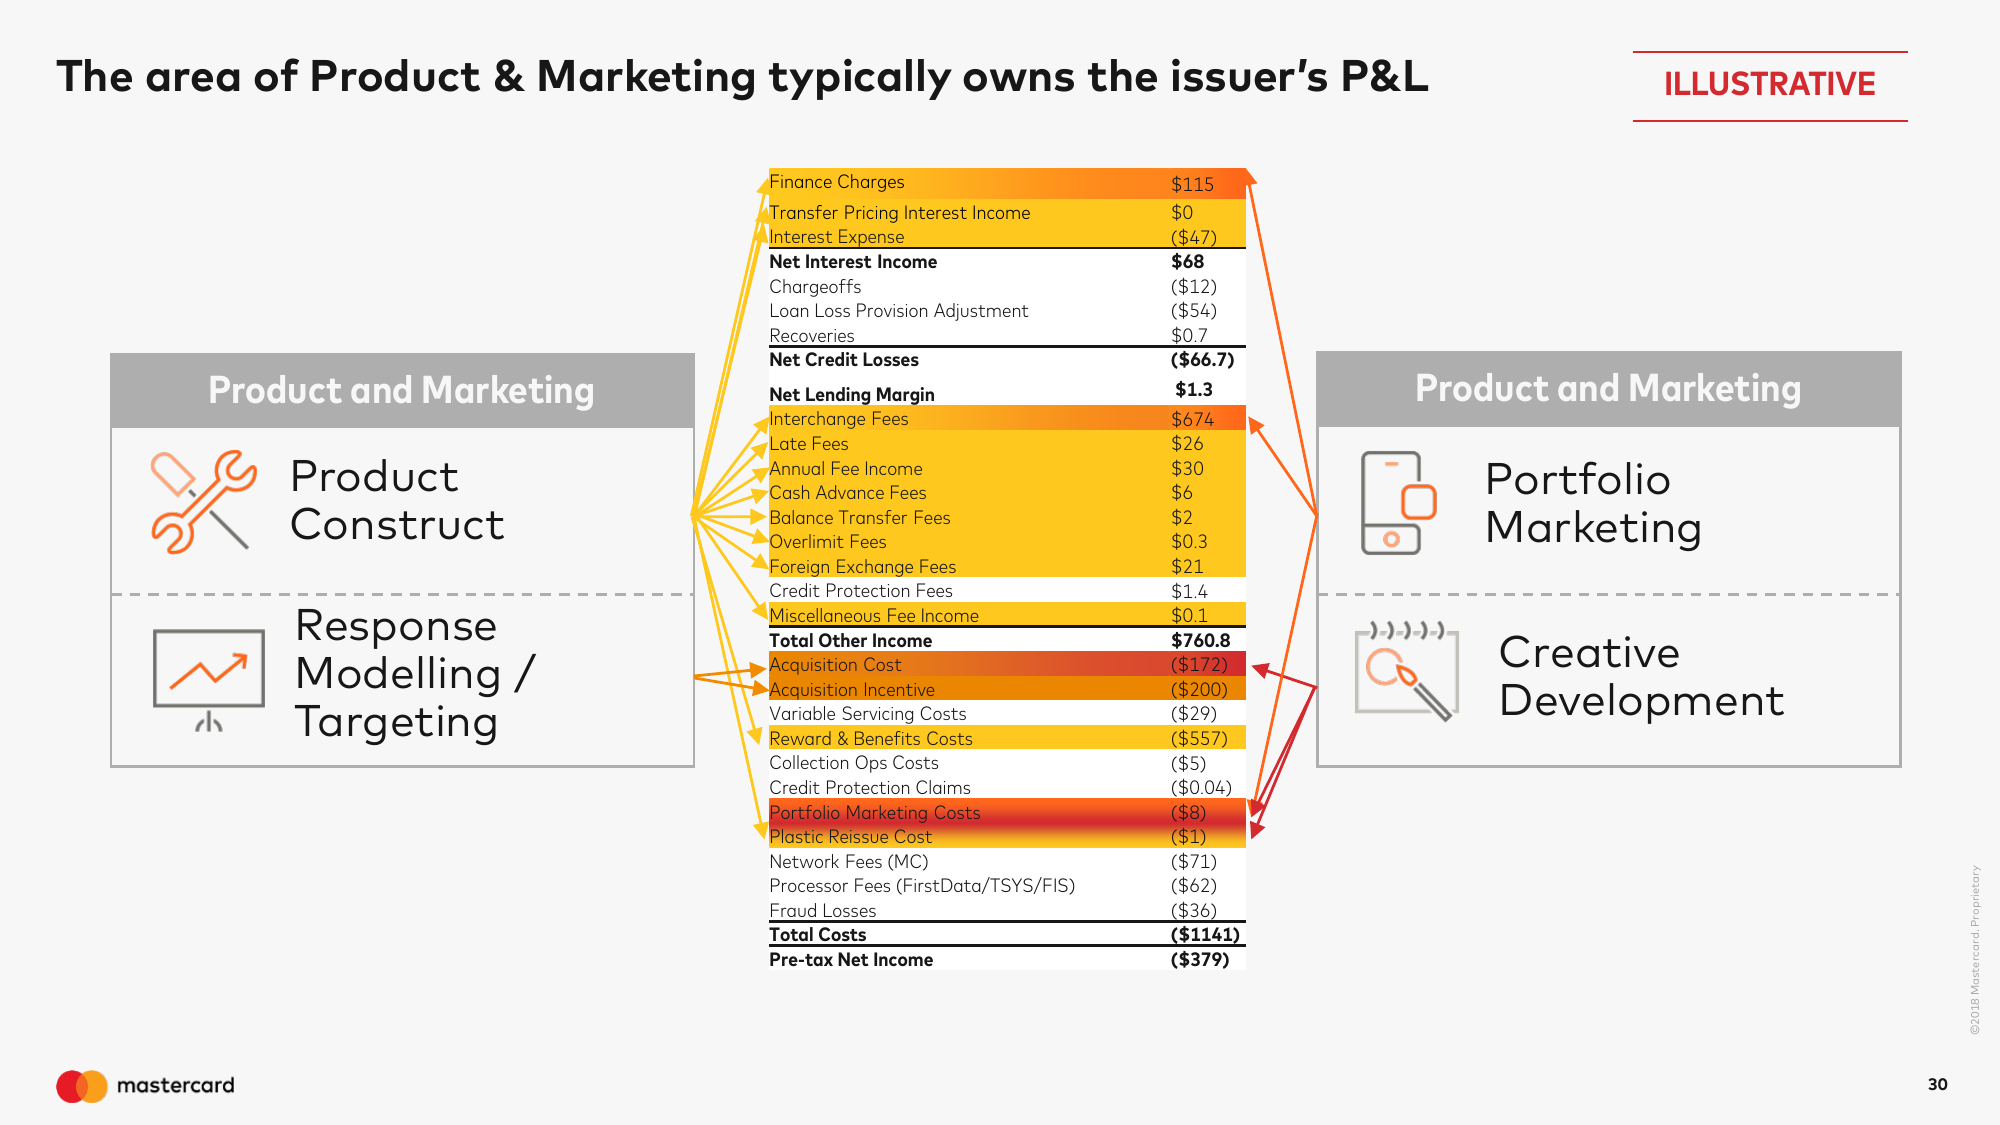 The area of Product & Marketing typically owns the issuer’s P&L
ILLUSTRATIVE
Product and Marketing
Product
Construct
Response
Modelling /
Targeting
Finance Charges $115
Transfer Pricing Interest Income $0
Interest Expense ($47)
Net Interest Income $68
Chargeoffs ($12)
Loan Loss Provision Adjustment ($54)
Recoveries $0.7
Net Credit Losses ($66.7)
Net Lending Margin $1.3
Interchange Fees $674
Late Fees $26
Annual Fee Income $30
Cash Advance Fees $6
Balance Transfer Fees $2
Overlimit Fees $0.3
Foreign Exchange Fees $21
Credit Protection Fees $1.4
Miscellaneous Fee Income $0.1
Total Other Income $760.8
Acquisition Cost ($172)
Acquisition Incentive ($200)
Variable Servicing Costs ($29)
Reward & Benefits Costs ($557)
Collection Ops Costs ($5)
Credit Protection Claims ($0.04)
Portfolio Marketing Costs ($8)
Plastic Reissue Cost ($1)
Network Fees (MC) ($71)
Processor Fees (FirstData/TSYS/FIS) ($62)
Fraud Losses ($36)
Total Costs ($1141)
Pre-tax Net Income ($379)
Product and Marketing
Portfolio
Marketing
Creative
Development
©2018 Mastercard. Proprietary
mastercard
30